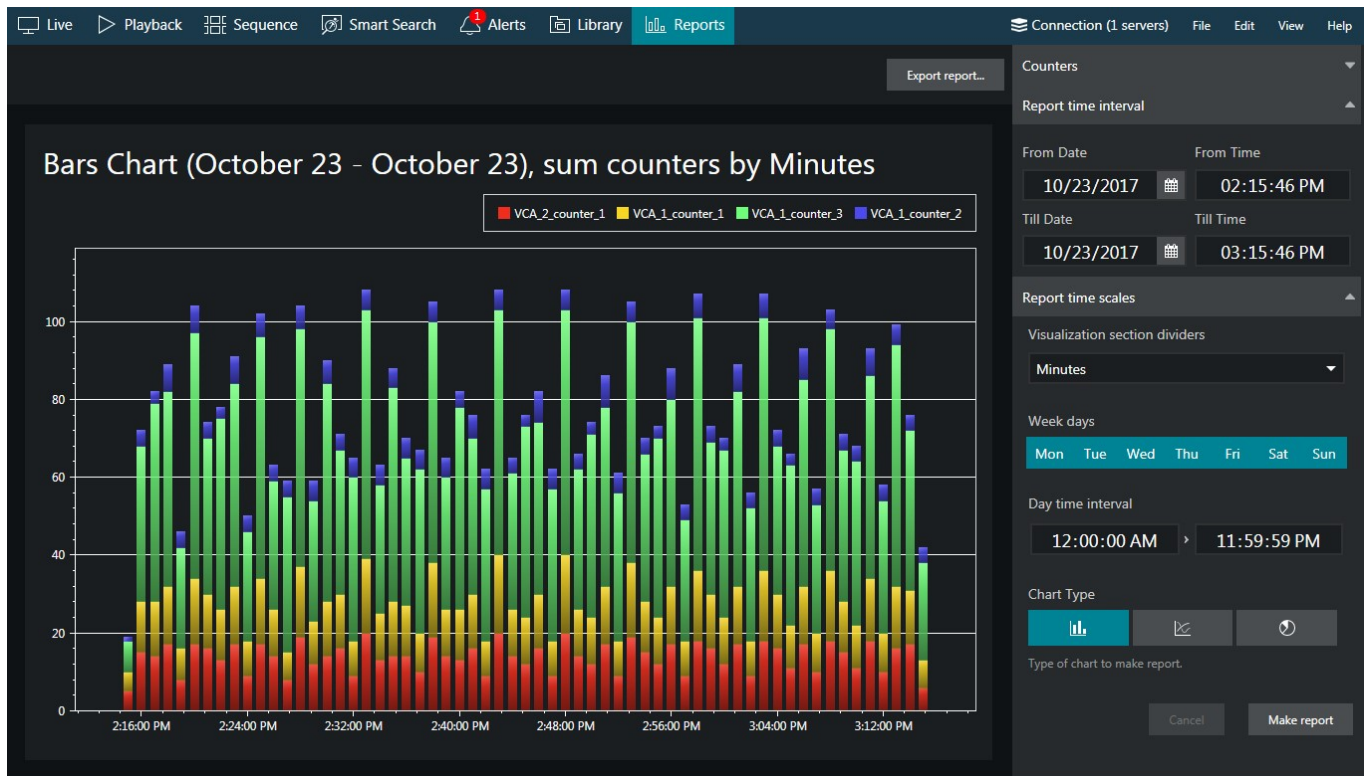 Live Playback Sequence Smart Search 1 Alerts Library Reports Connection (1 servers) File Edit View Help
Export report...
Bars Chart (October 23 - October 23), sum counters by Minutes
VCA_2_counter_1 VCA_1_counter_1 VCA_1_counter_3 VCA_1_counter_2
100
80
60
40
20
0
2:16:00 PM 2:24:00 PM 2:32:00 PM 2:40:00 PM 2:48:00 PM 2:56:00 PM 3:04:00 PM 3:12:00 PM
Counters
Report time interval
From Date From Time
10/23/2017 02:15:46 PM
Till Date Till Time
10/23/2017 03:15:46 PM
Report time scales
Visualization section dividers
Minutes
Week days
Mon Tue Wed Thu Fri Sat Sun
Day time interval
12:00:00 AM › 11:59:59 PM
Chart Type
Type of chart to make report.
Cancel Make report